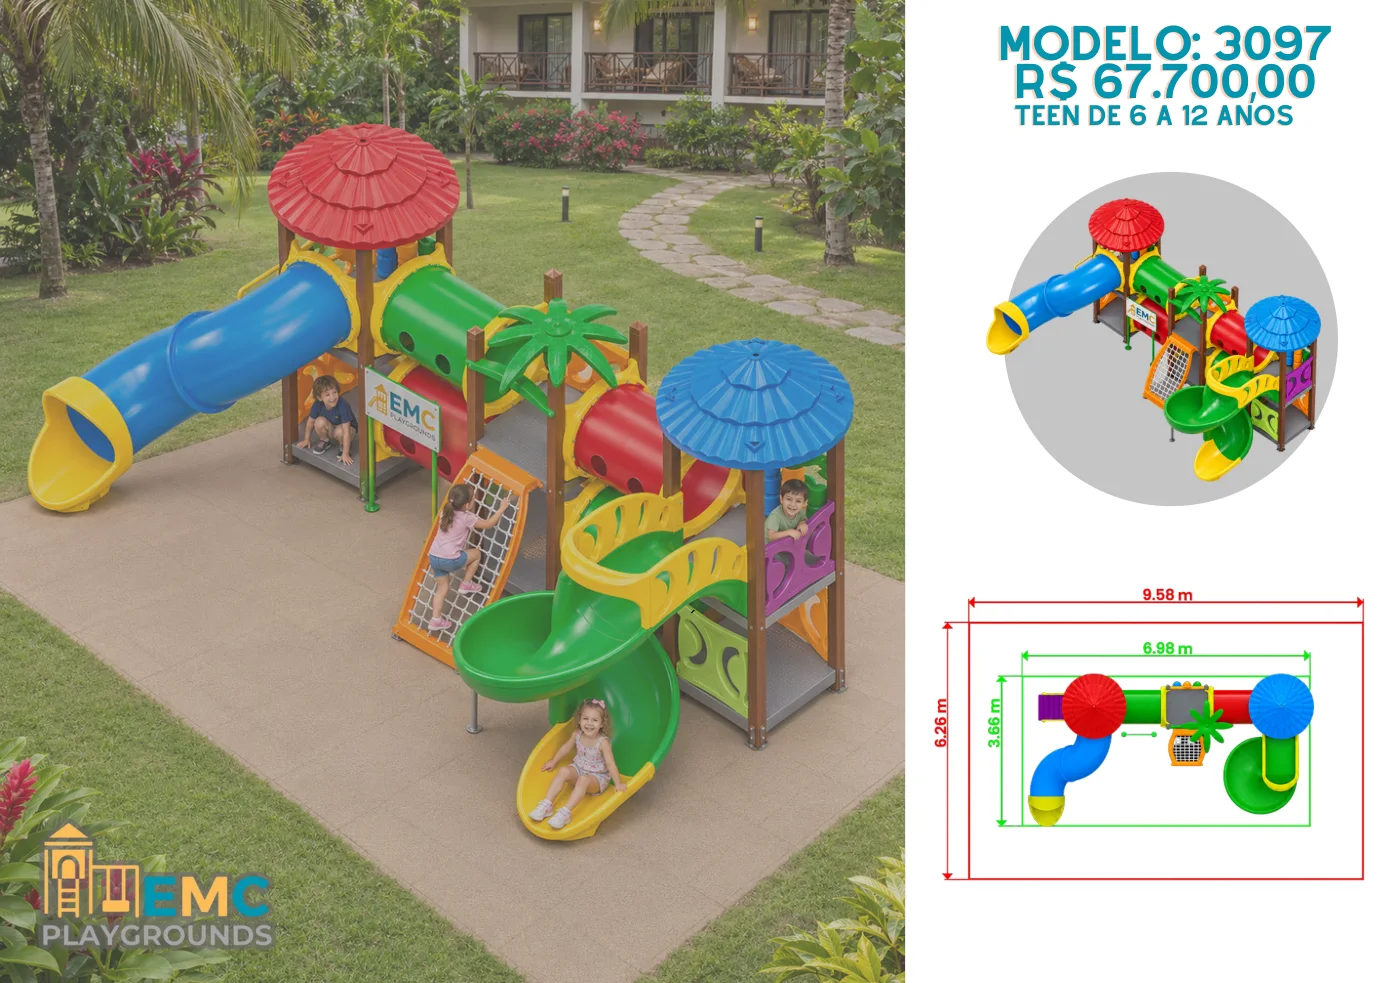 MODELO: 3097
R$ 67.700,00
TEEN DE 6 A 12 ANOS
EMC
PLAYGROUNDS
9.58 m
6.98 m
6.26 m
3.66 m
EMC
EMC
PLAYGROUNDS